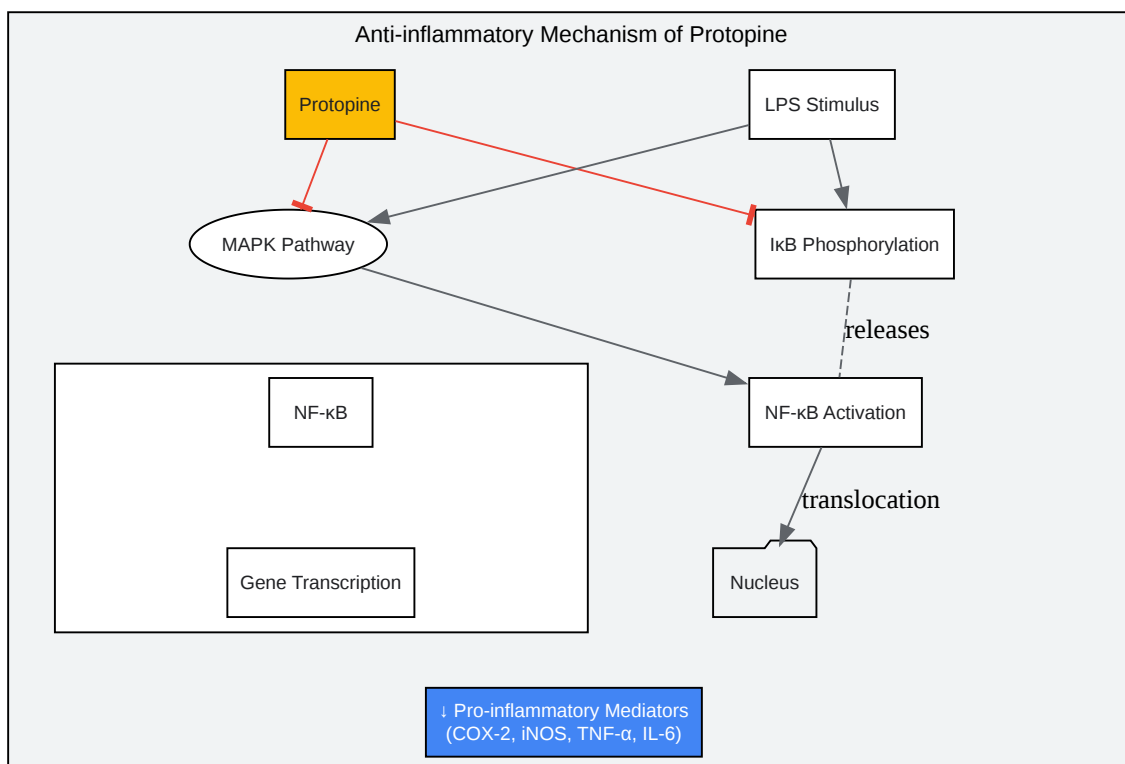 Anti-inflammatory Mechanism of Protopine
Protopine
LPS Stimulus
MAPK Pathway
IκB Phosphorylation
releases
NF-κB
NF-κB Activation
translocation
Gene Transcription
Nucleus
↓ Pro-inflammatory Mediators
(COX-2, iNOS, TNF-α, IL-6)